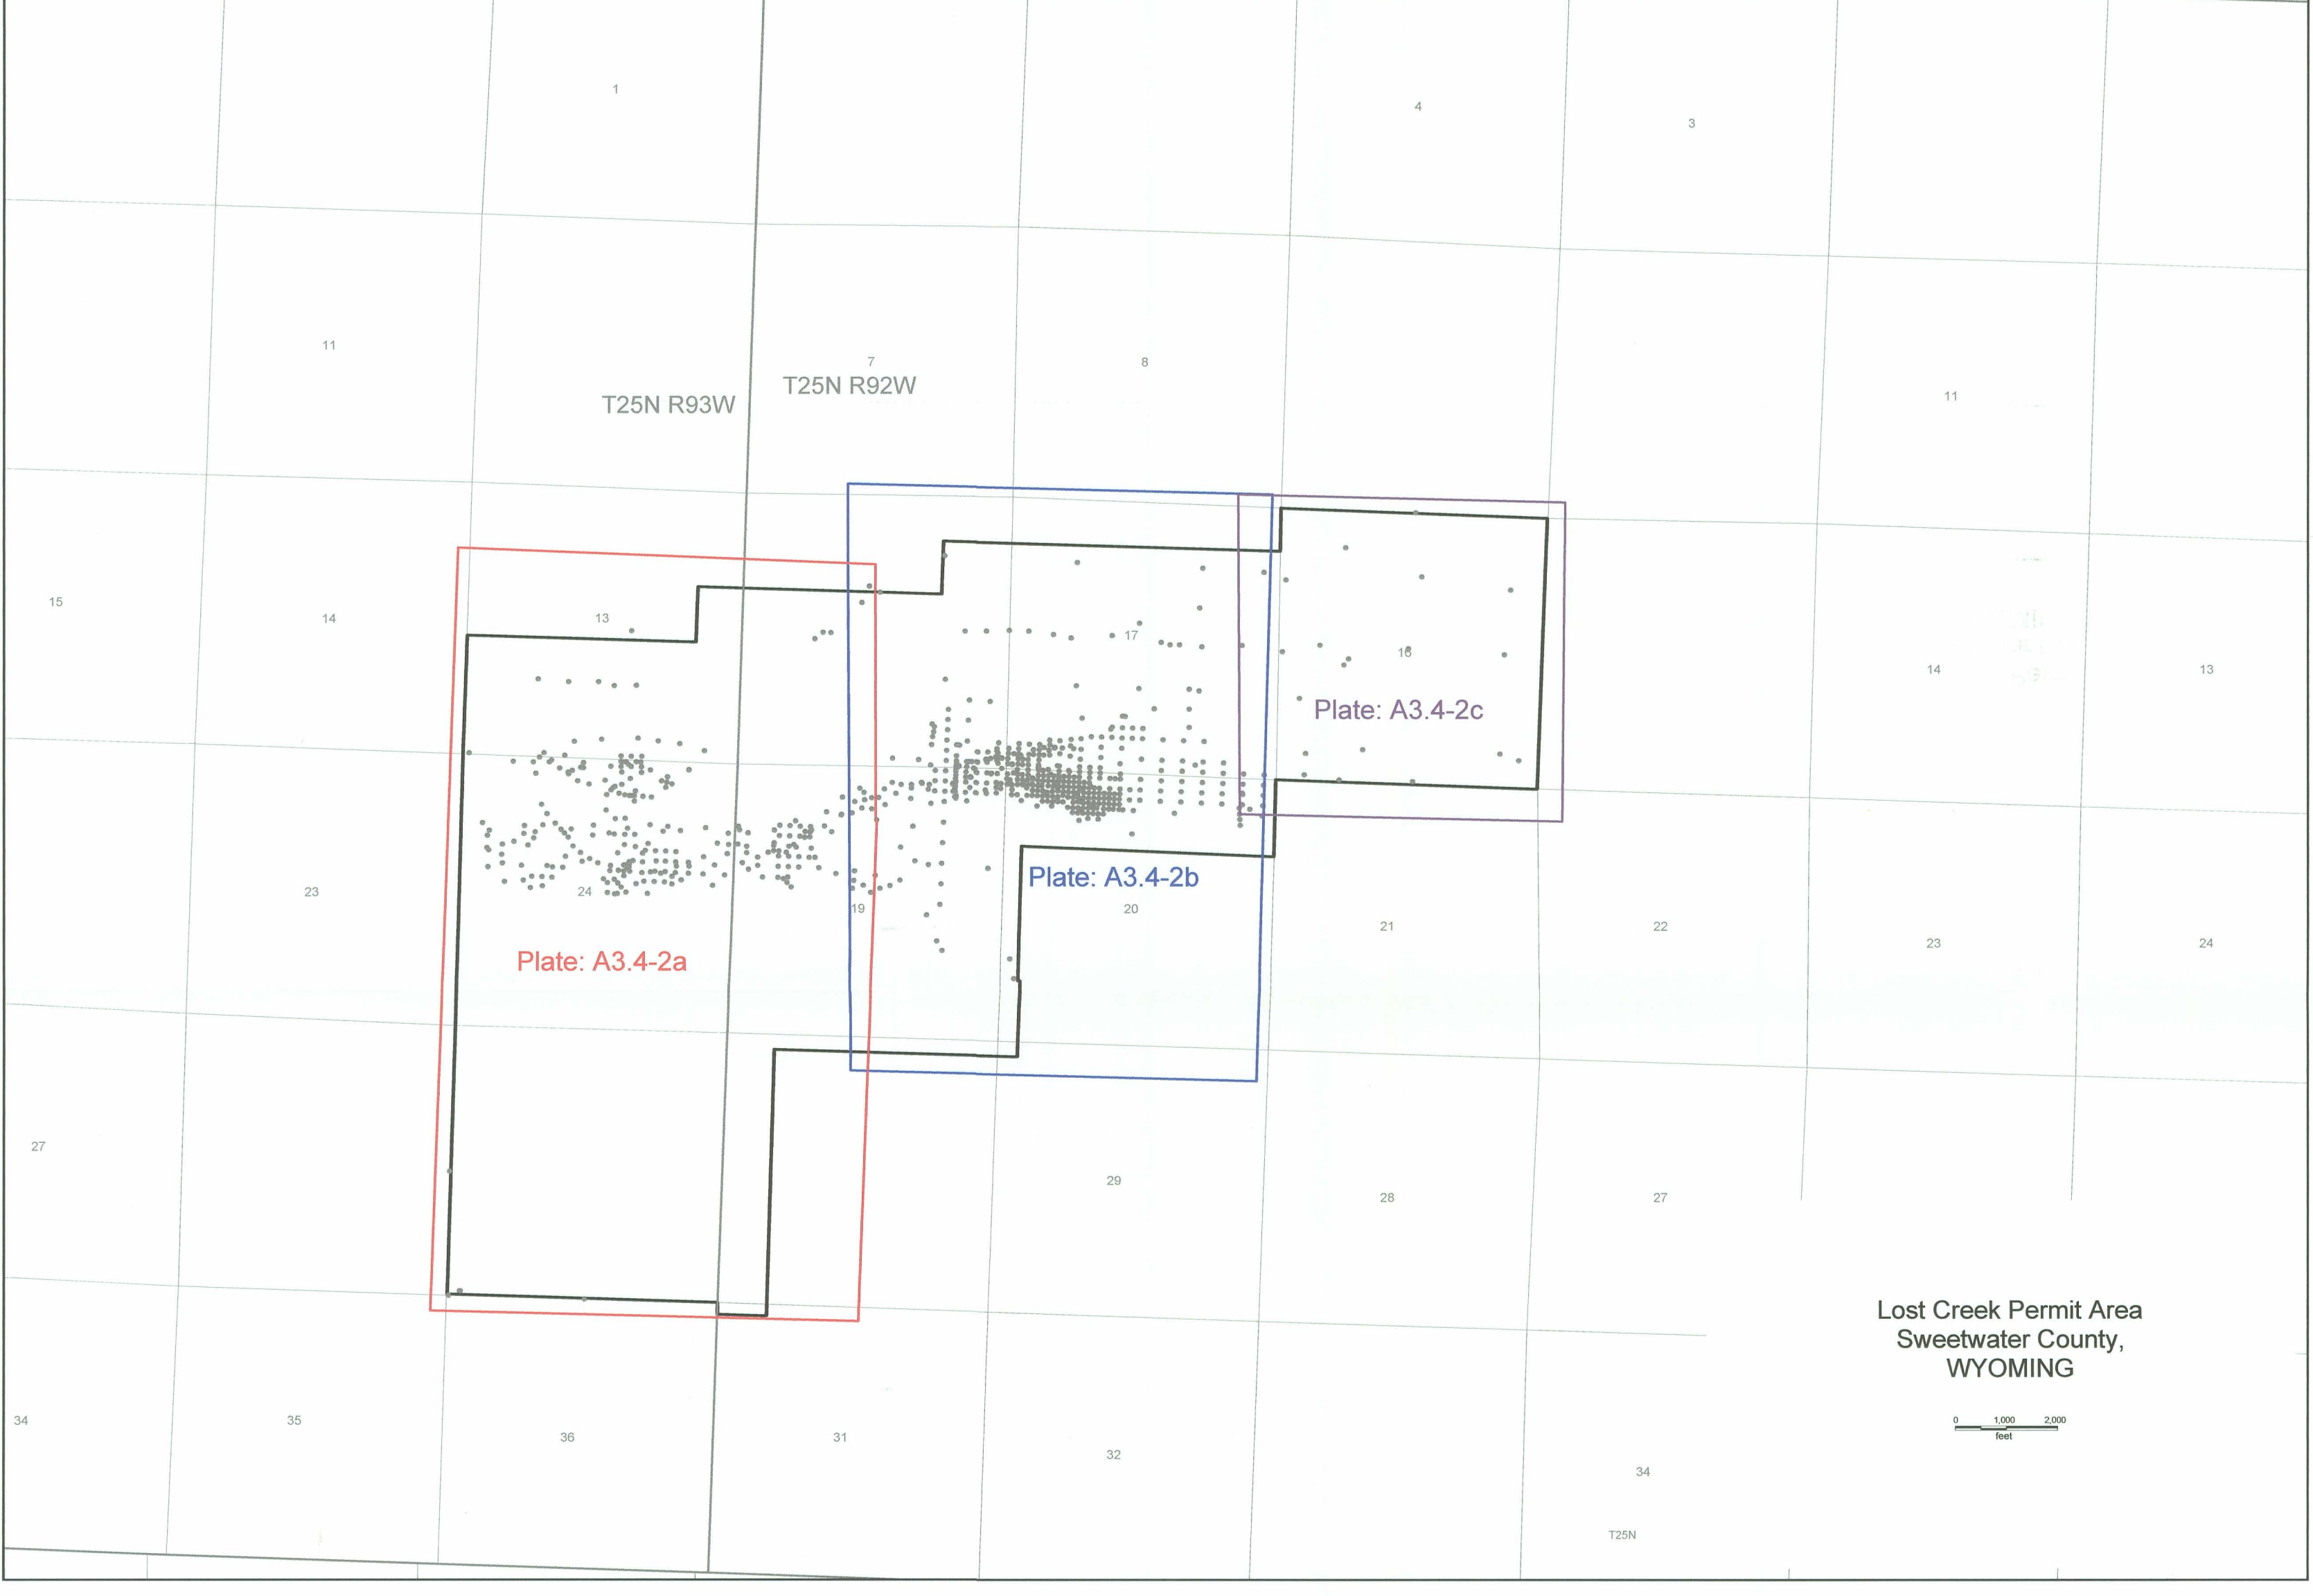 1
4
3
11
7
8
T25N R92W
T25N R93W
11
15
14
13
17
16
14
13
Plate: A3.4-2c
Plate: A3.4-2b
23
24
19
20
21
22
23
24
Plate: A3.4-2a
27
29
28
27
Lost Creek Permit Area
Sweetwater County,
WYOMING
0 1,000 2,000
feet
34
35
36
31
32
34
T25N